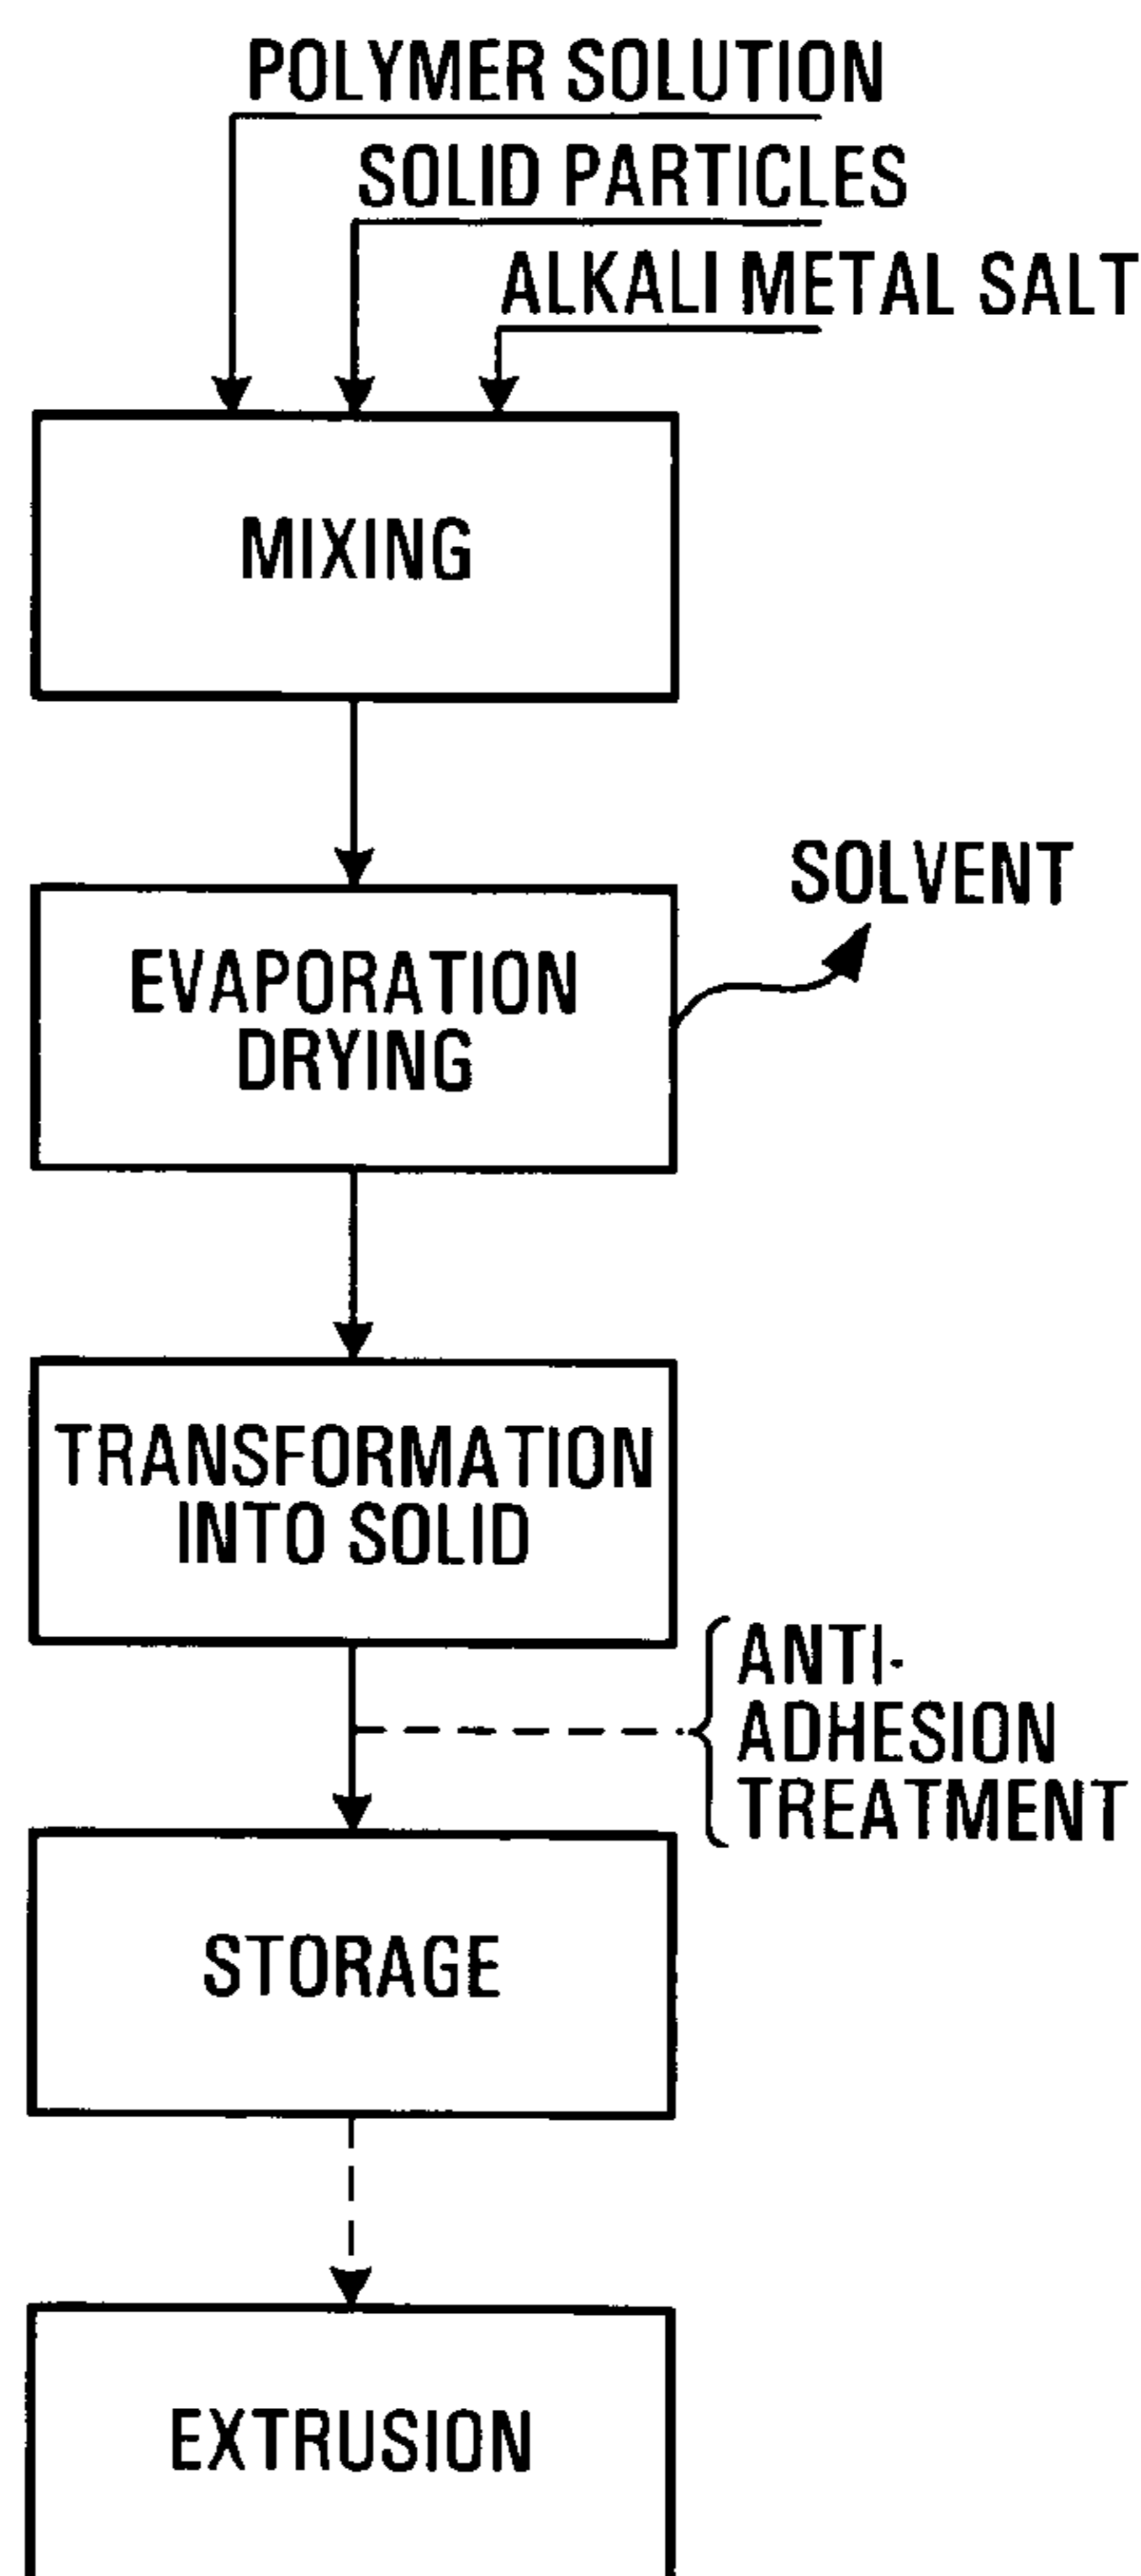 POLYMER SOLUTION
SOLID PARTICLES
ALKALI METAL SALT
MIXING
SOLVENT
EVAPORATION
DRYING
TRANSFORMATION
INTO SOLID
ANTI-
ADHESION
TREATMENT
STORAGE
EXTRUSION